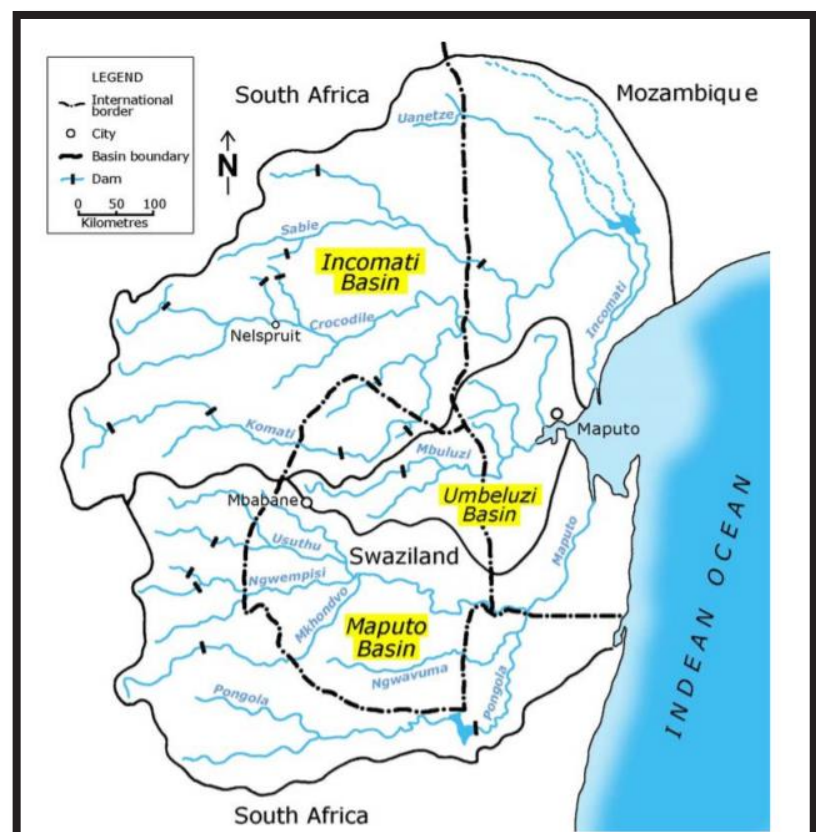 LEGEND
International
border
City
Basin boundary
Dam
0 50 100
Kilometres
N
South Africa
Mozambique
Uanetze
Sabie
Incomati
Basin
Nelspruit
Crocodile
Incomati
Komati
Maputo
Mbuluzi
Mbabane
Umbeluzi
Basin
Usuthu
Swaziland
Maputo
Ngwempisi
Mkhondvo
Maputo
Basin
Ngwavuma
Pongola
Pongola
INDEAN OCEAN
South Africa